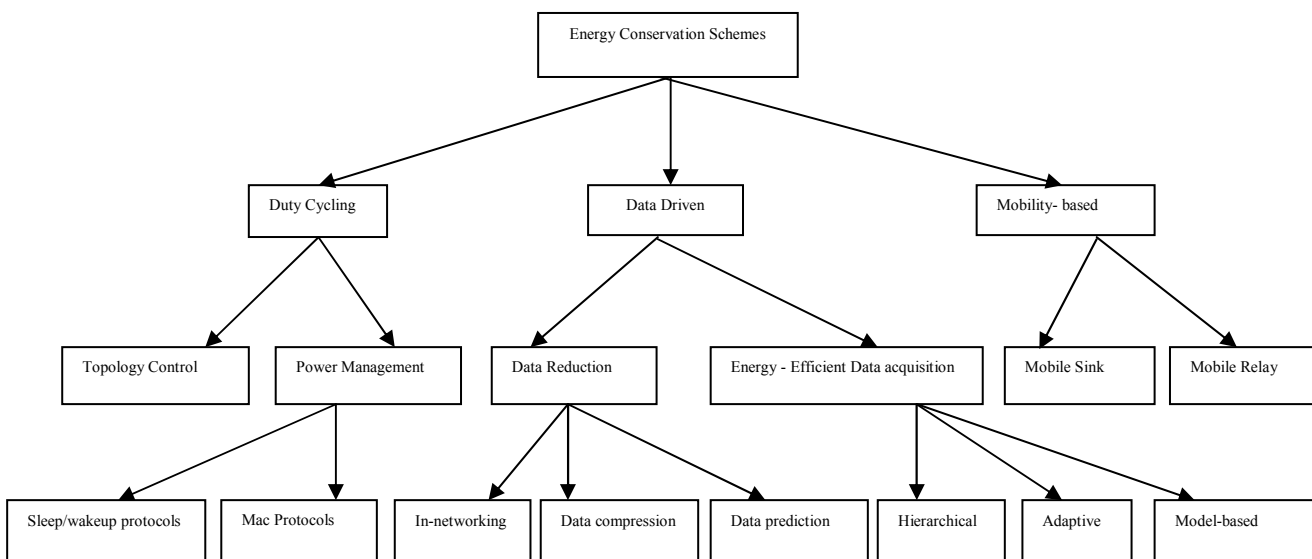 Energy Conservation Schemes
Duty Cycling
Data Driven
Mobility- based
Topology Control
Power Management
Data Reduction
Energy - Efficient Data acquisition
Mobile Sink
Mobile Relay
Sleep/wakeup protocols
Mac Protocols
In-networking
Data compression
Data prediction
Hierarchical
Adaptive
Model-based